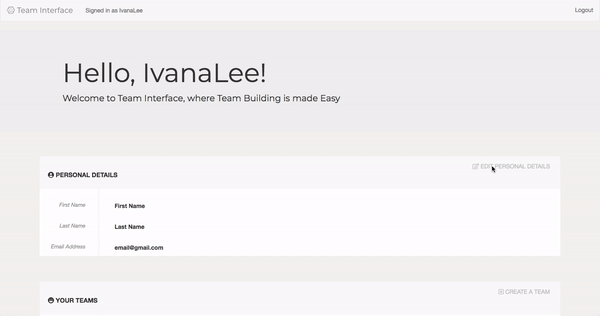 Team Interface Signed in as IvanaLee Logout
Hello, IvanaLee!
Welcome to Team Interface, where Team Building is made Easy
EDIT PERSONAL DETAILS
PERSONAL DETAILS
First Name First Name
Last Name Last Name
Email Address email@gmail.com
CREATE A TEAM
YOUR TEAMS